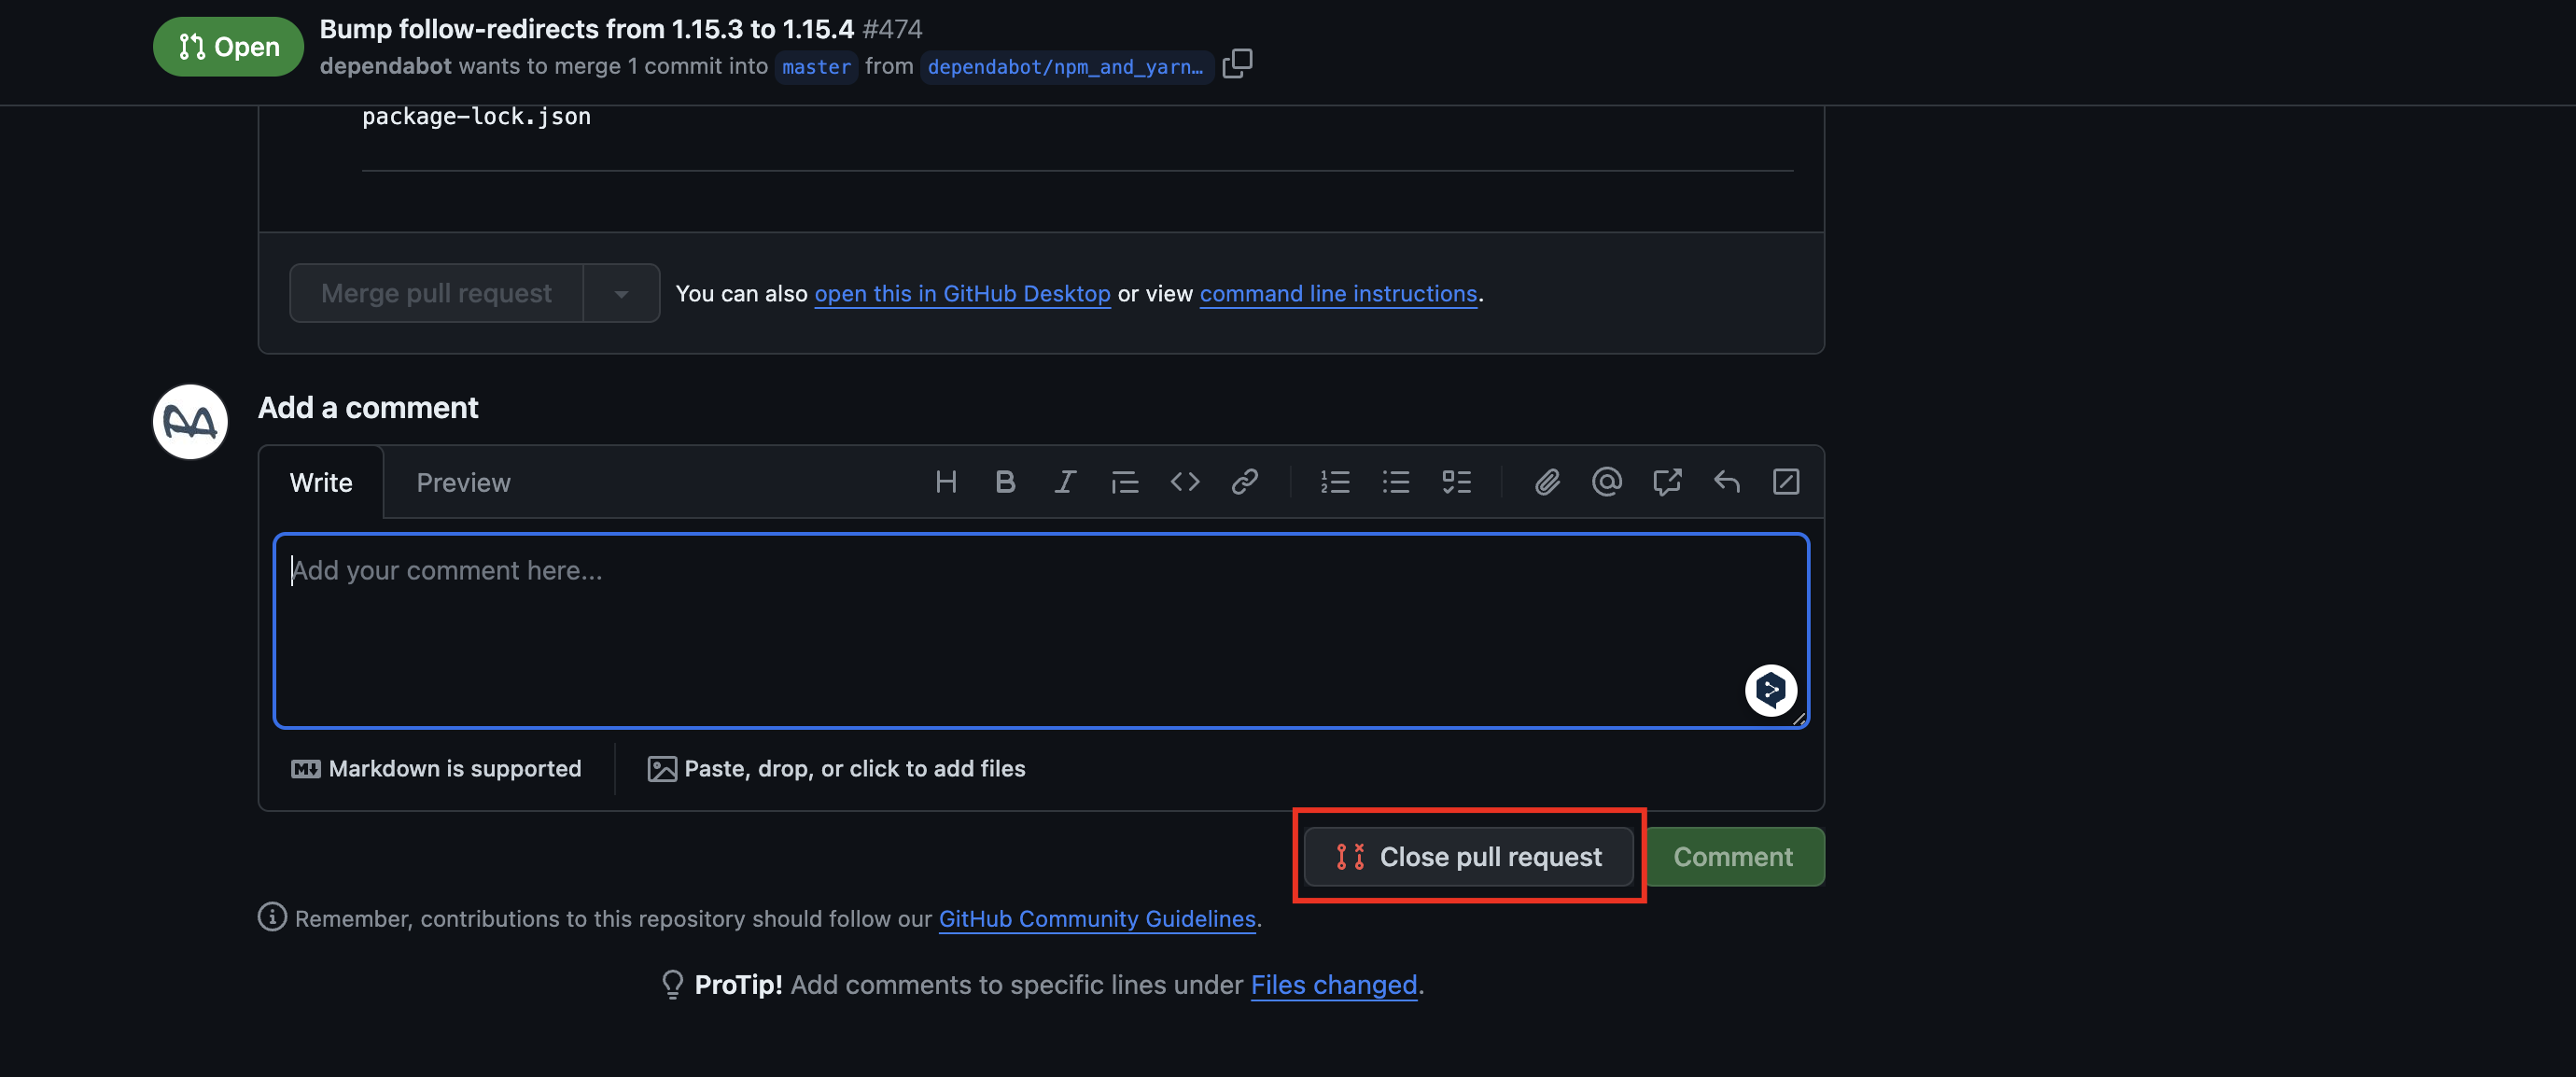 Open
Bump follow-redirects from 1.15.3 to 1.15.4 #474
dependabot wants to merge 1 commit into master from dependabot/npm_and_yarn…
package-lock.json
Merge pull request
You can also open this in GitHub Desktop or view command line instructions.
Add a comment
Write
Preview
Add your comment here...
Markdown is supported
Paste, drop, or click to add files
Close pull request
Comment
Remember, contributions to this repository should follow our GitHub Community Guidelines.
ProTip! Add comments to specific lines under Files changed.